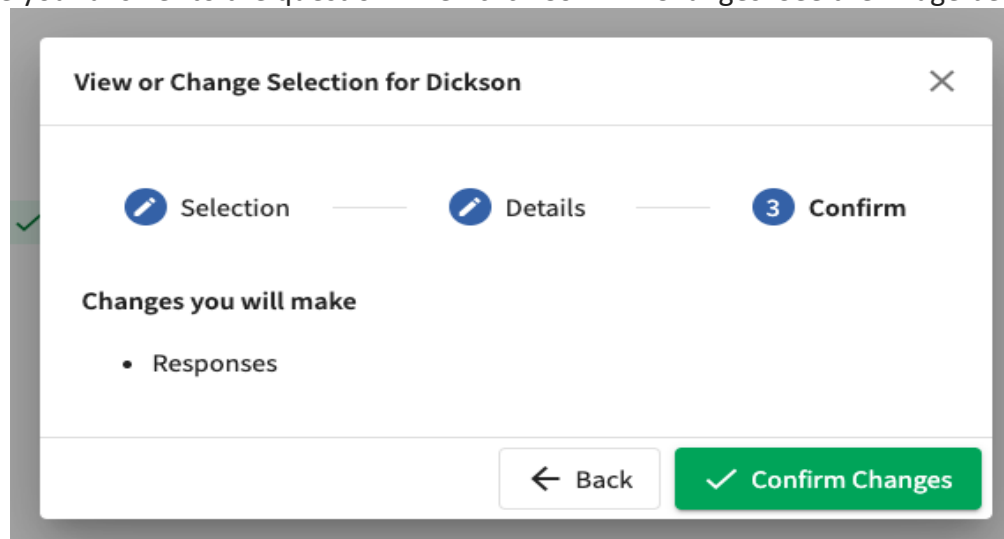 View or Change Selection for Dickson
Selection Details 3 Confirm
Changes you will make
• Responses
Back Confirm Changes